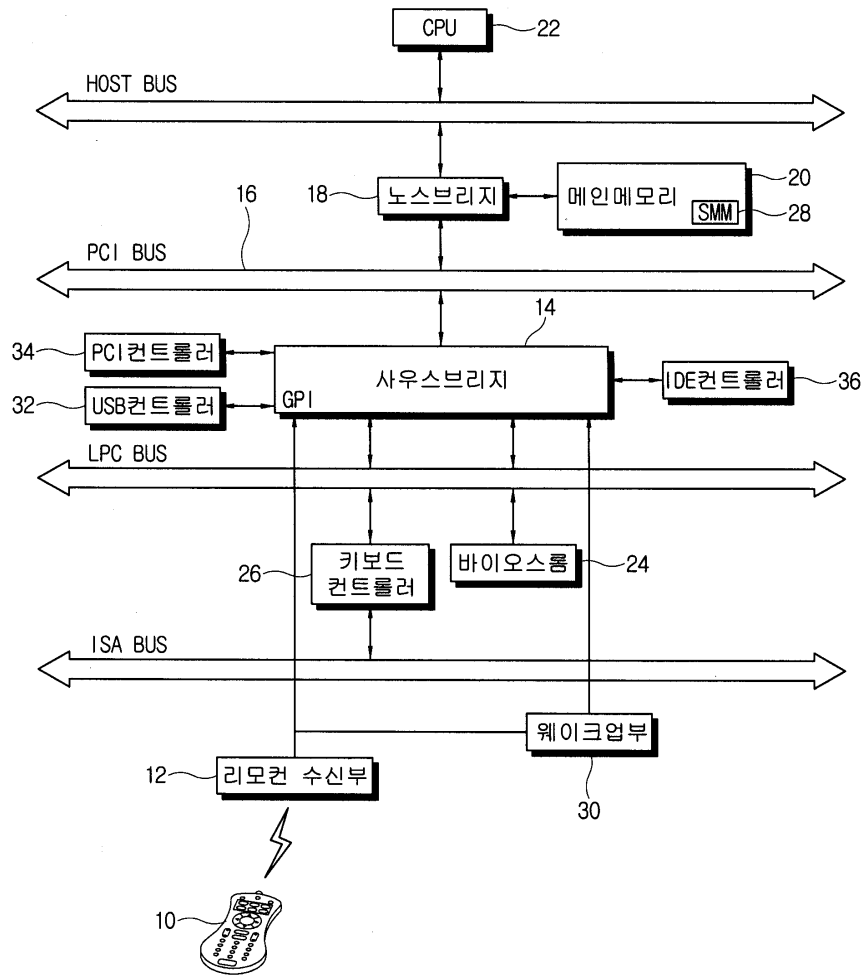 CPU
22
HOST BUS
18
노스브리지
메인메모리
SMM
20
28
16
PCI BUS
14
34
PCI컨트롤러
사우스브리지
GPI
IDE컨트롤러
36
32
USB컨트롤러
LPC BUS
26
키보드
컨트롤러
바이오스롬
24
ISA BUS
웨이크업부
30
12
리모컨 수신부
10